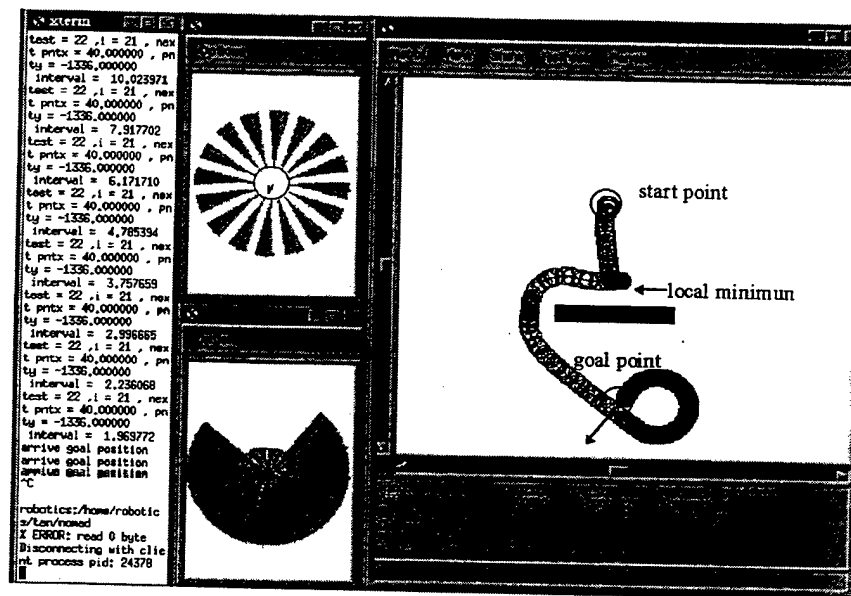 xterm
test = 22 ,i = 21 , nex
t pntx = 40.000000 , pn
ty = -1336.000000
interval = 10.023971
test = 22 ,i = 21 , nex
t pntx = 40.000000 , pn
ty = -1336.000000
interval = 7.917702
test = 22 ,i = 21 , nex
t pntx = 40.000000 , pn
ty = -1336.000000
interval = 6.171710
test = 22 ,i = 21 , nex
t pntx = 40.000000 , pn
ty = -1336.000000
interval = 4.785394
test = 22 ,i = 21 , nex
t pntx = 40.000000 , pn
ty = -1336.000000
interval = 3.757659
test = 22 ,i = 21 , nex
t pntx = 40.000000 , pn
ty = -1336.000000
interval = 2.996665
test = 22 ,i = 21 , nex
t pntx = 40.000000 , pn
ty = -1336.000000
interval = 2.236068
test = 22 ,i = 21 , nex
t pntx = 40.000000 , pn
ty = -1336.000000
interval = 1.969772
arrive goal position
arrive goal position
arrive goal position
^C
robotics:/home/robotic
s/tan/nomad
X ERROR: read 0 byte
Disconnecting with clie
nt process pid: 24378
start point
local minimun
goal point